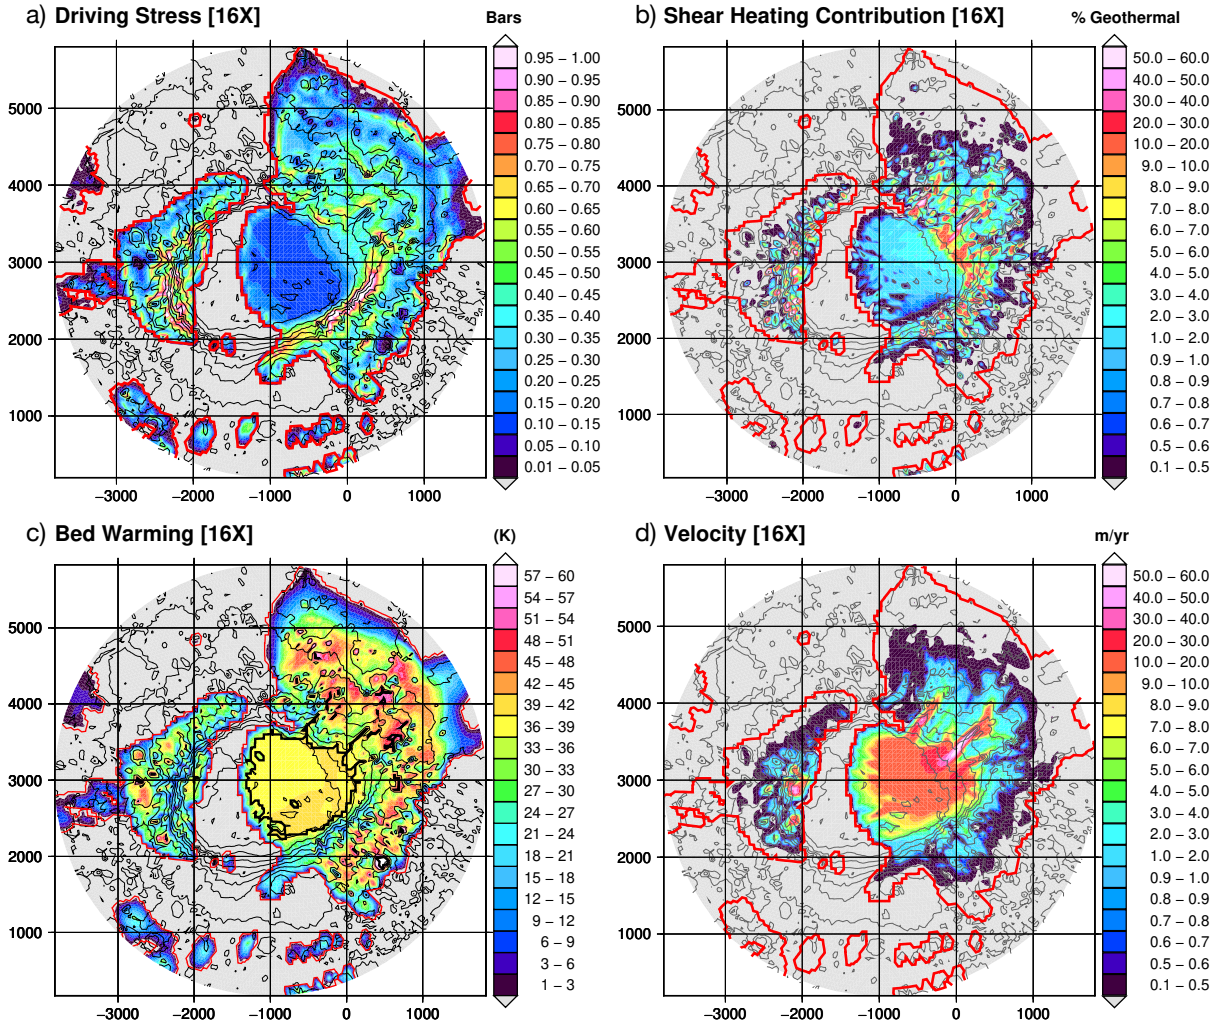 a) Driving Stress [16X] Bars
0.95 – 1.00
0.90 – 0.95
0.85 – 0.90
0.80 – 0.85
0.75 – 0.80
0.70 – 0.75
0.65 – 0.70
0.60 – 0.65
0.55 – 0.60
0.50 – 0.55
0.45 – 0.50
0.40 – 0.45
0.35 – 0.40
0.30 – 0.35
0.25 – 0.30
0.20 – 0.25
0.15 – 0.20
0.10 – 0.15
0.05 – 0.10
0.01 – 0.05
5000
4000
3000
2000
1000
−3000 −2000 −1000 0 1000
b) Shear Heating Contribution [16X] % Geothermal
50.0 – 60.0
40.0 – 50.0
30.0 – 40.0
20.0 – 30.0
10.0 – 20.0
9.0 – 10.0
8.0 – 9.0
7.0 – 8.0
6.0 – 7.0
5.0 – 6.0
4.0 – 5.0
3.0 – 4.0
2.0 – 3.0
1.0 – 2.0
0.9 – 1.0
0.8 – 0.9
0.7 – 0.8
0.6 – 0.7
0.5 – 0.6
0.1 – 0.5
5000
4000
3000
2000
1000
−3000 −2000 −1000 0 1000
c) Bed Warming [16X] (K)
57 – 60
54 – 57
51 – 54
48 – 51
45 – 48
42 – 45
39 – 42
36 – 39
33 – 36
30 – 33
27 – 30
24 – 27
21 – 24
18 – 21
15 – 18
12 – 15
9 – 12
6 – 9
3 – 6
1 – 3
5000
4000
3000
2000
1000
−3000 −2000 −1000 0 1000
d) Velocity [16X] m/yr
50.0 – 60.0
40.0 – 50.0
30.0 – 40.0
20.0 – 30.0
10.0 – 20.0
9.0 – 10.0
8.0 – 9.0
7.0 – 8.0
6.0 – 7.0
5.0 – 6.0
4.0 – 5.0
3.0 – 4.0
2.0 – 3.0
1.0 – 2.0
0.9 – 1.0
0.8 – 0.9
0.7 – 0.8
0.6 – 0.7
0.5 – 0.6
0.1 – 0.5
5000
4000
3000
2000
1000
−3000 −2000 −1000 0 1000